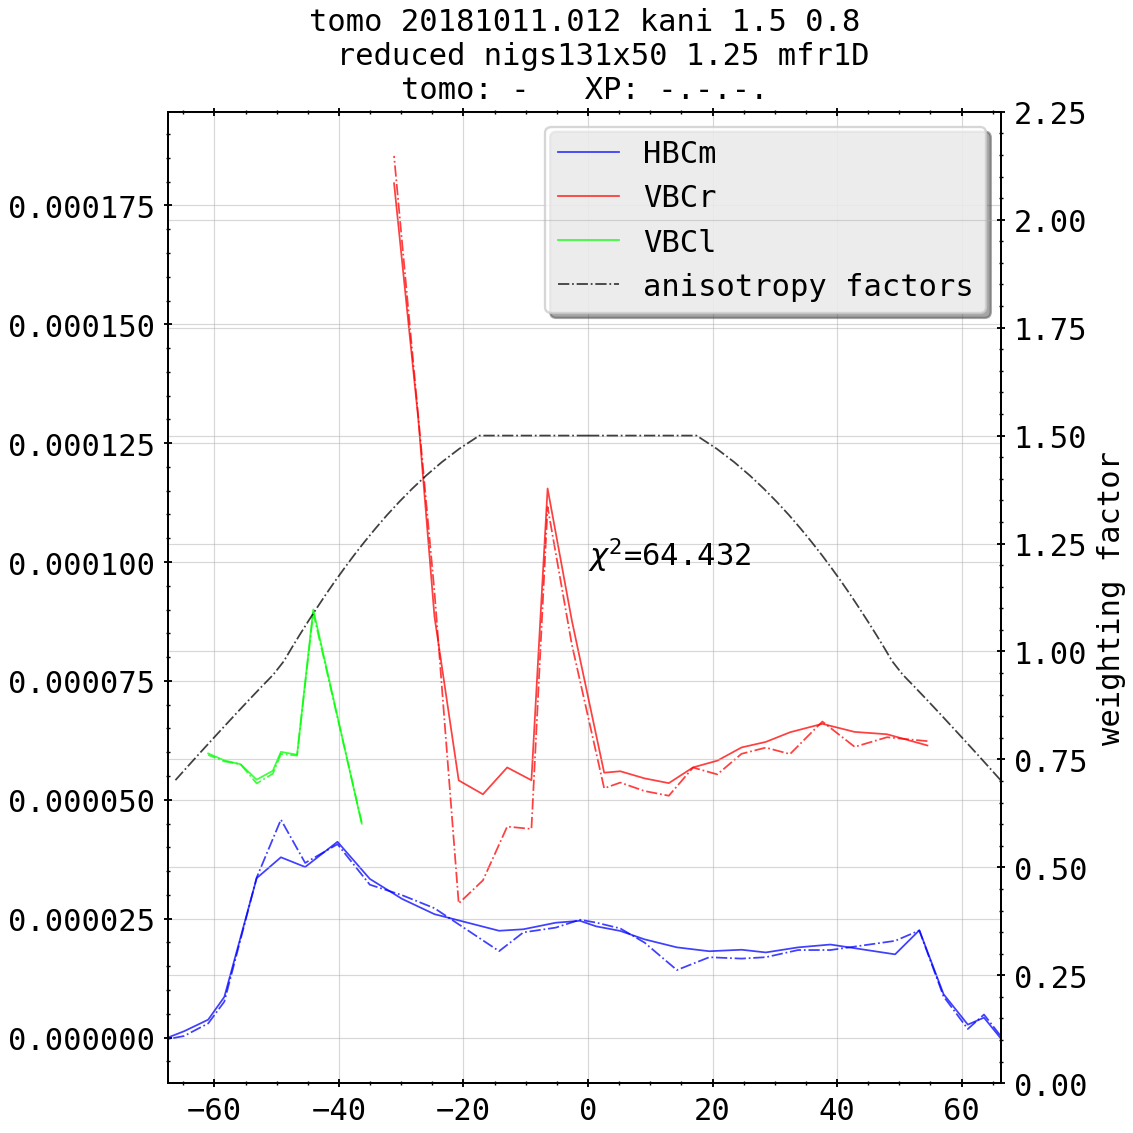 tomo 20181011.012 kani 1.5 0.8
reduced nigs131x50 1.25 mfr1D
tomo: -   XP: -.-.-.
HBCm
VBCr
VBCl
anisotropy factors
χ²=64.432
0.000175
0.000150
0.000125
0.000100
0.000075
0.000050
0.000025
0.000000
2.25
2.00
1.75
1.50
1.25
1.00
0.75
0.50
0.25
0.00
weighting factor
−60 −40 −20 0 20 40 60